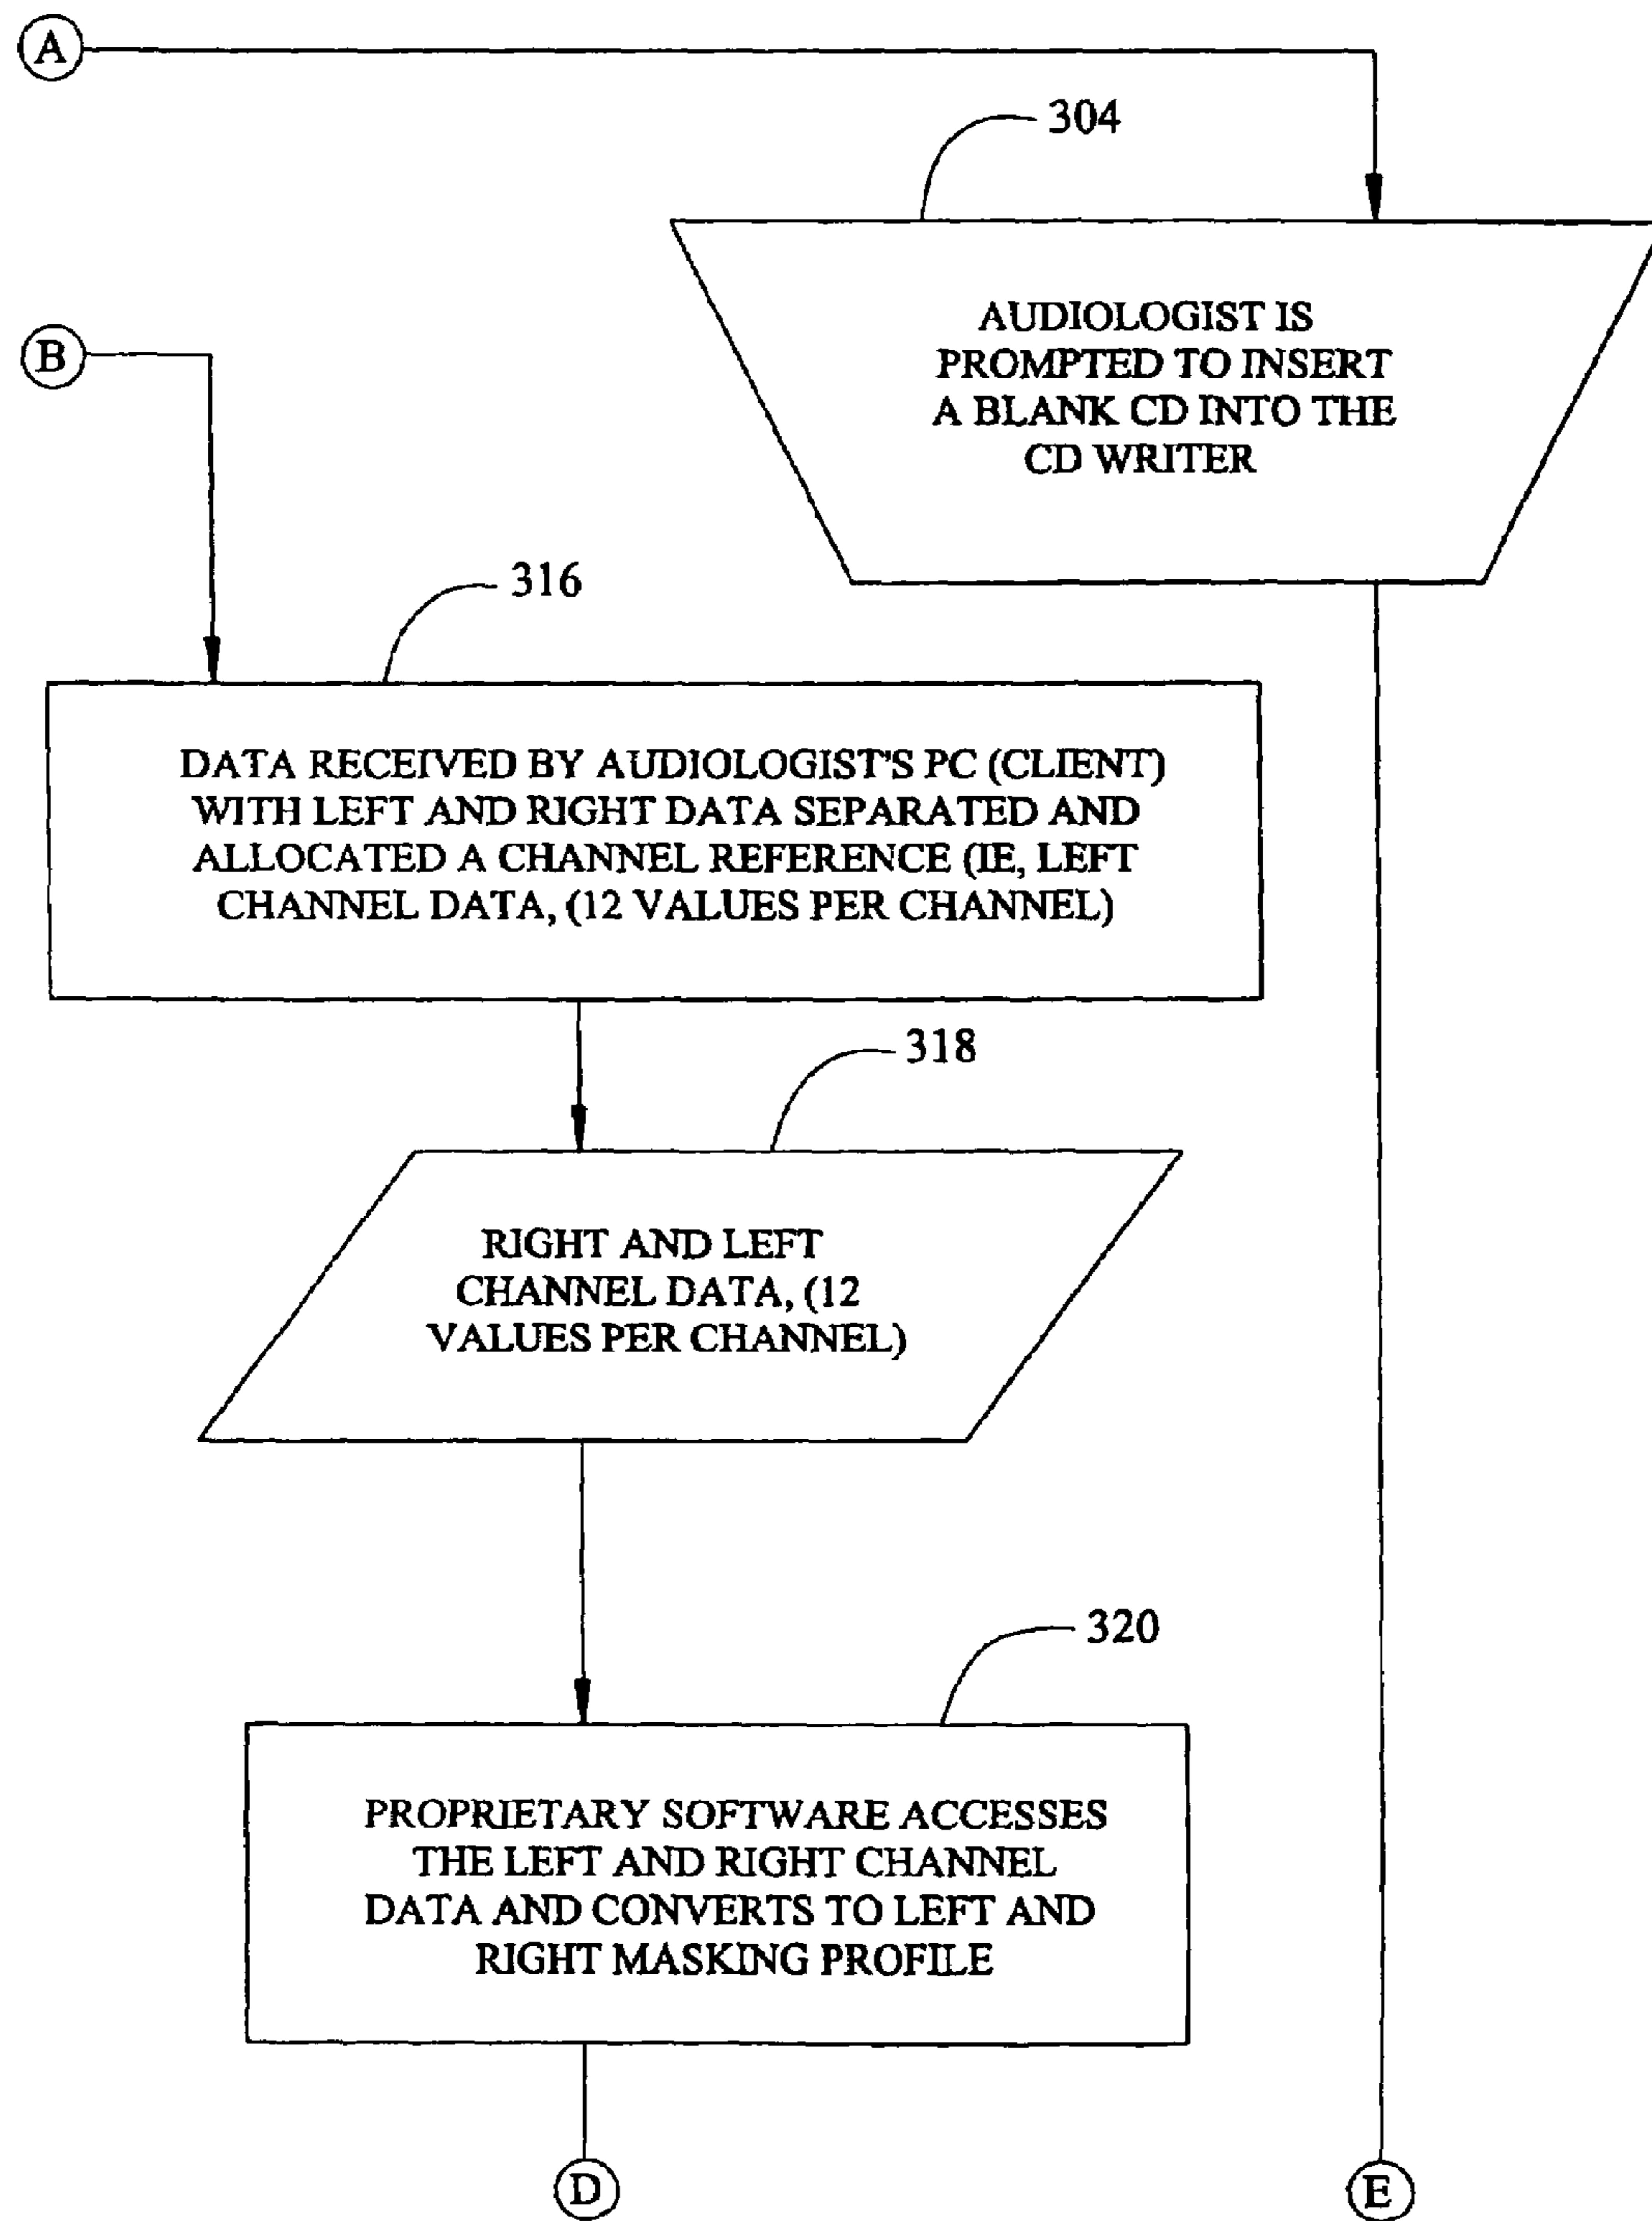 A
304
AUDIOLOGIST IS
PROMPTED TO INSERT
A BLANK CD INTO THE
CD WRITER
B
316
DATA RECEIVED BY AUDIOLOGIST'S PC (CLIENT)
WITH LEFT AND RIGHT DATA SEPARATED AND
ALLOCATED A CHANNEL REFERENCE (IE, LEFT
CHANNEL DATA, (12 VALUES PER CHANNEL)
318
RIGHT AND LEFT
CHANNEL DATA, (12
VALUES PER CHANNEL)
320
PROPRIETARY SOFTWARE ACCESSES
THE LEFT AND RIGHT CHANNEL
DATA AND CONVERTS TO LEFT AND
RIGHT MASKING PROFILE
D
E